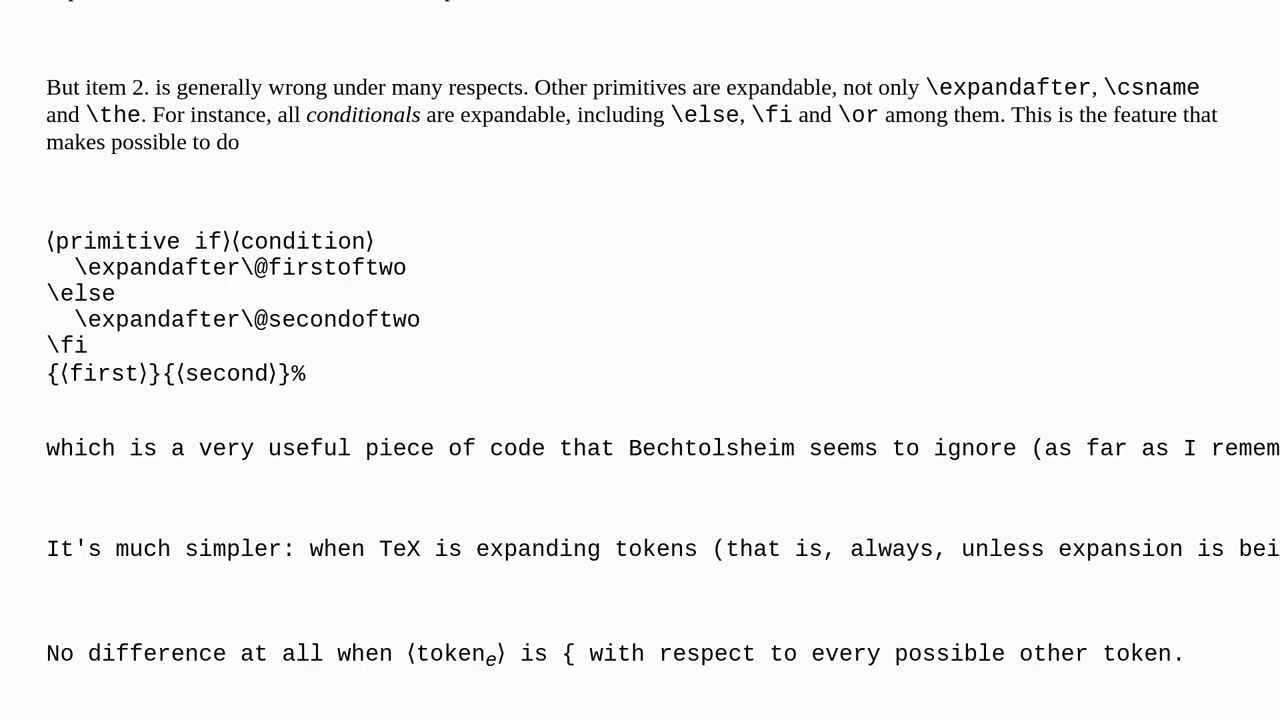 But item 2. is generally wrong under many respects. Other primitives are expandable, not only \expandafter, \csname
and \the. For instance, all conditionals are expandable, including \else, \fi and \or among them. This is the feature that
makes possible to do
⟨primitive if⟩⟨condition⟩
  \expandafter\@firstoftwo
\else
  \expandafter\@secondoftwo
\fi
{⟨first⟩}{⟨second⟩}%
which is a very useful piece of code that Bechtolsheim seems to ignore (as far as I remem
It's much simpler: when TeX is expanding tokens (that is, always, unless expansion is bei
No difference at all when ⟨tokenₑ⟩ is { with respect to every possible other token.